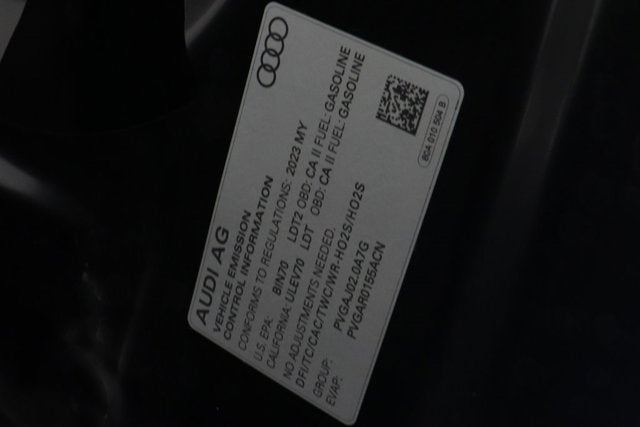 AUDI AG
VEHICLE EMISSION
CONTROL INFORMATION
CONFORMS TO REGULATIONS: 2023 MY
U.S. EPA: BIN70 LDT2 OBD: CA II FUEL: GASOLINE
CALIFORNIA: ULEV70 LDT OBD: CA II FUEL: GASOLINE
NO ADJUSTMENTS NEEDED.
DFI/TC/CAC/TWC/WR-HO2S/HO2S
GROUP: PVGAJ02.0A7G
EVAP: PVGAR0155ACN
80A 010 504 B